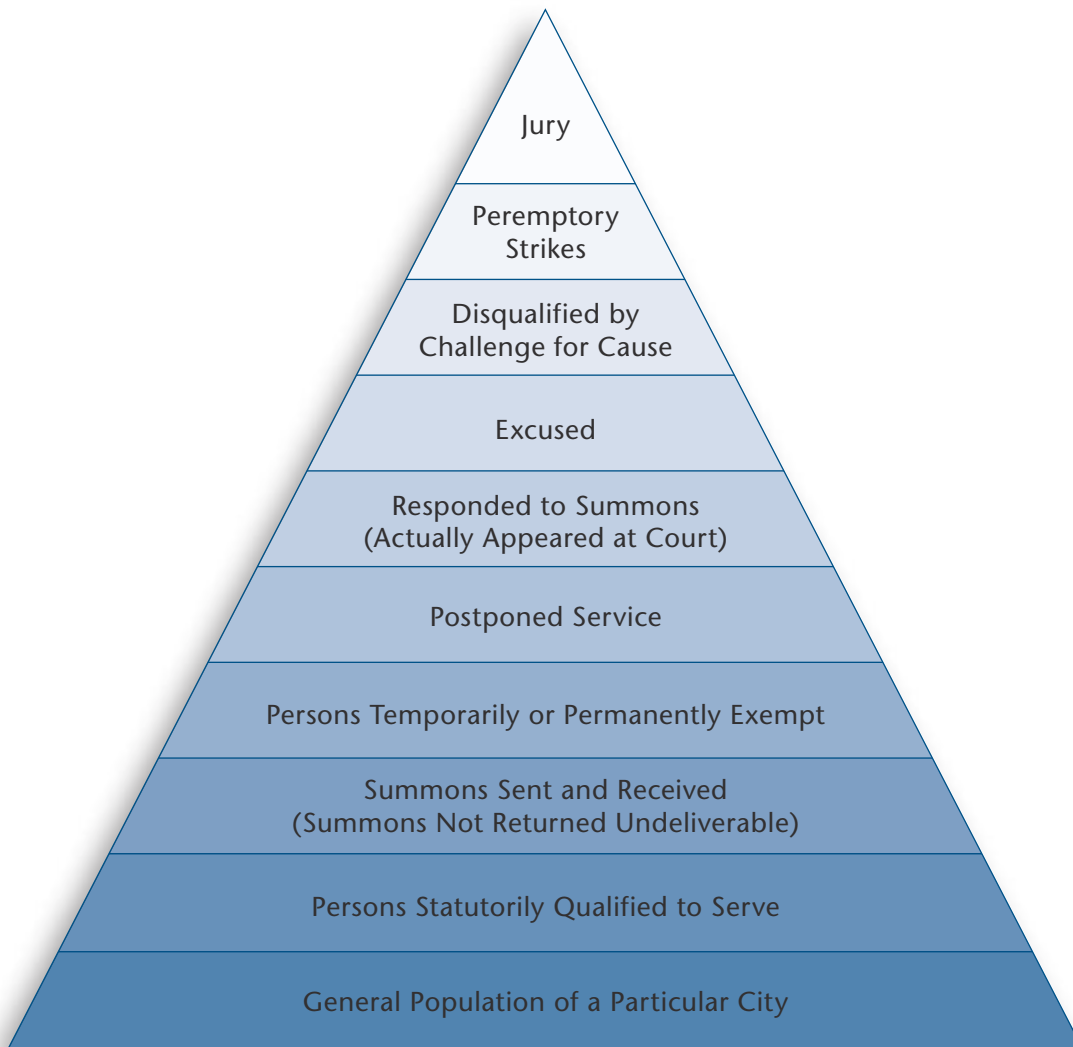 Jury
Peremptory
Strikes
Disqualified by
Challenge for Cause
Excused
Responded to Summons
(Actually Appeared at Court)
Postponed Service
Persons Temporarily or Permanently Exempt
Summons Sent and Received
(Summons Not Returned Undeliverable)
Persons Statutorily Qualified to Serve
General Population of a Particular City